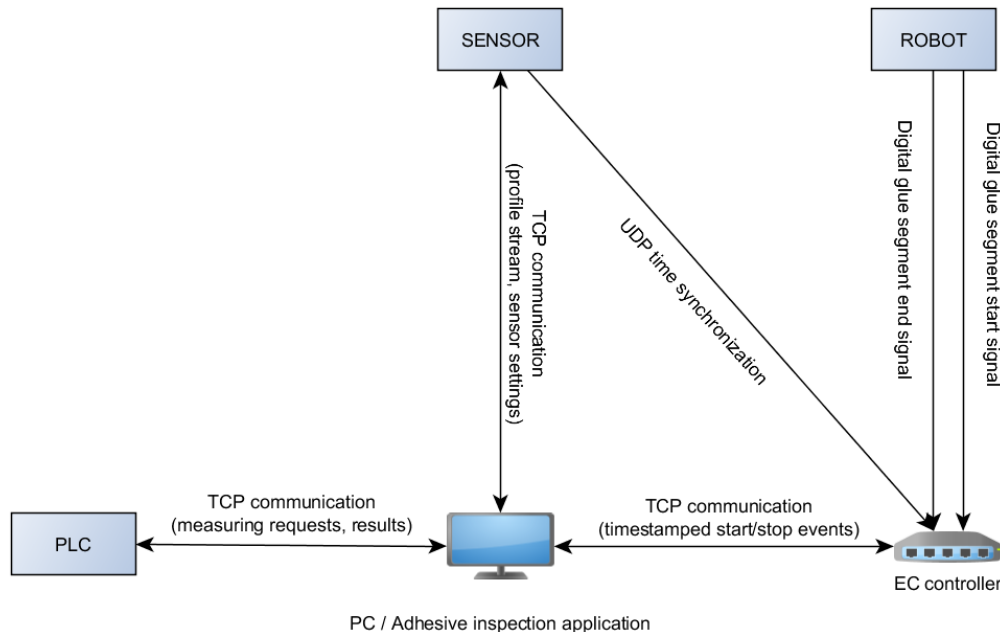 SENSOR
ROBOT
TCP communication
(profile stream, sensor settings)
UDP time synchronization
Digital glue segment end signal
Digital glue segment start signal
TCP communication
(measuring requests, results)
TCP communication
(timestamped start/stop events)
PLC
EC controller
PC / Adhesive inspection application